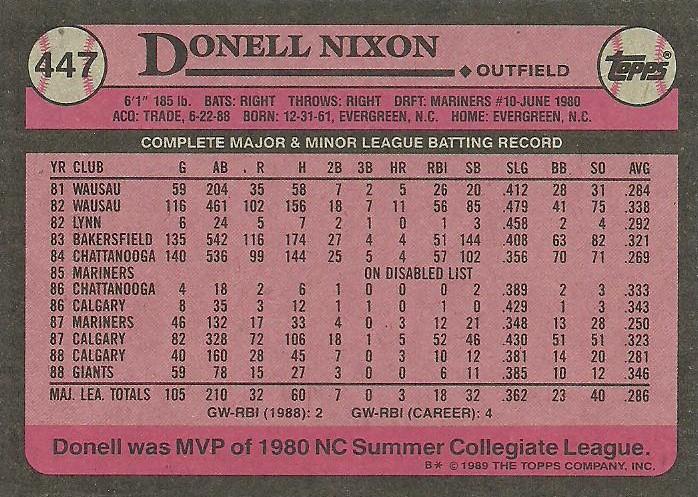 447 DONELL NIXON TOPPS®
◆ OUTFIELD
6'1" 185 lb. BATS: RIGHT THROWS: RIGHT DRFT: MARINERS #10-JUNE 1980
ACQ: TRADE, 6-22-88 BORN: 12-31-61, EVERGREEN, N.C. HOME: EVERGREEN, N.C.
COMPLETE MAJOR & MINOR LEAGUE BATTING RECORD
YR CLUB G AB R H 2B 3B HR RBI SB SLG BB SO AVG
81 WAUSAU 59 204 35 58 7 2 5 26 20 .412 28 31 .284
82 WAUSAU 116 461 102 156 18 7 11 56 85 .479 41 75 .338
82 LYNN 6 24 5 7 2 1 0 1 3 .458 2 4 .292
83 BAKERSFIELD 135 542 116 174 27 4 4 51 144 .408 63 82 .321
84 CHATTANOOGA 140 536 99 144 25 5 4 57 102 .356 70 71 .269
85 MARINERS ON DISABLED LIST
86 CHATTANOOGA 4 18 2 6 1 0 0 0 2 .389 2 3 .333
86 CALGARY 8 35 3 12 1 1 0 3 1 .429 1 3 .343
87 MARINERS 46 132 17 33 4 0 3 12 21 .348 13 28 .250
87 CALGARY 82 328 72 106 18 1 5 52 46 .430 51 51 .323
88 CALGARY 40 160 28 45 7 0 3 10 12 .381 14 20 .281
88 GIANTS 59 78 15 27 3 0 0 6 11 .385 10 12 .346
MAJ. LEA. TOTALS 105 210 32 60 7 0 3 18 32 .362 23 40 .286
GW-RBI (1988): 2 GW-RBI (CAREER): 4
Donell was MVP of 1980 NC Summer Collegiate League.
B* © 1989 THE TOPPS COMPANY, INC.